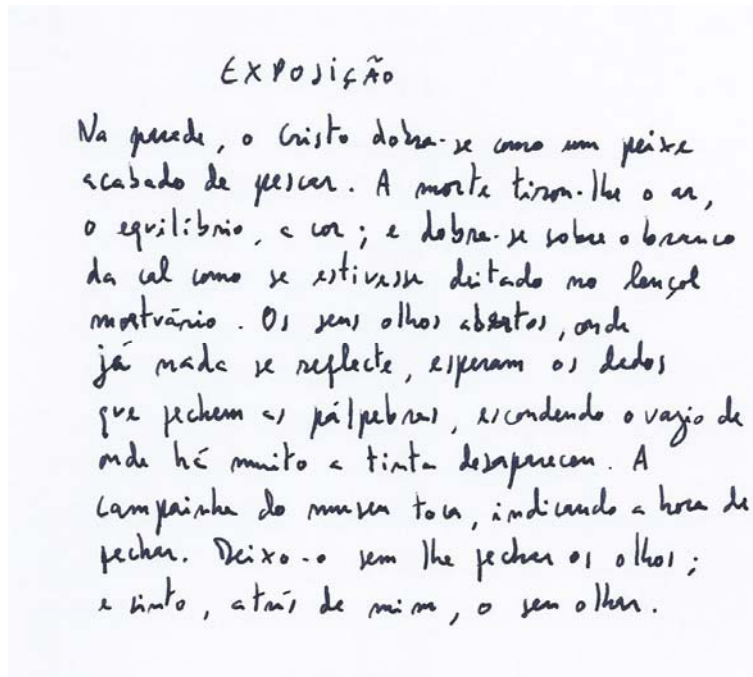 EXPOSIÇÃO
Na parede, o Cristo dobra-se como um peixe
acabado de pescar. A morte tirou-lhe o ar,
o equilíbrio, a cor; e dobra-se sobre o branco
da cal como se estivesse deitado no lençol
mortuário. Os seus olhos abertos, onde
já nada se reflecte, esperam os dedos
que fechem as pálpebras, escondendo o vazio de
onde há muito a tinta desapareceu. A
campainha do museu toca, indicando a hora de
fechar. Deixo-o sem lhe fechar os olhos;
e sinto, atrás de mim, o seu olhar.